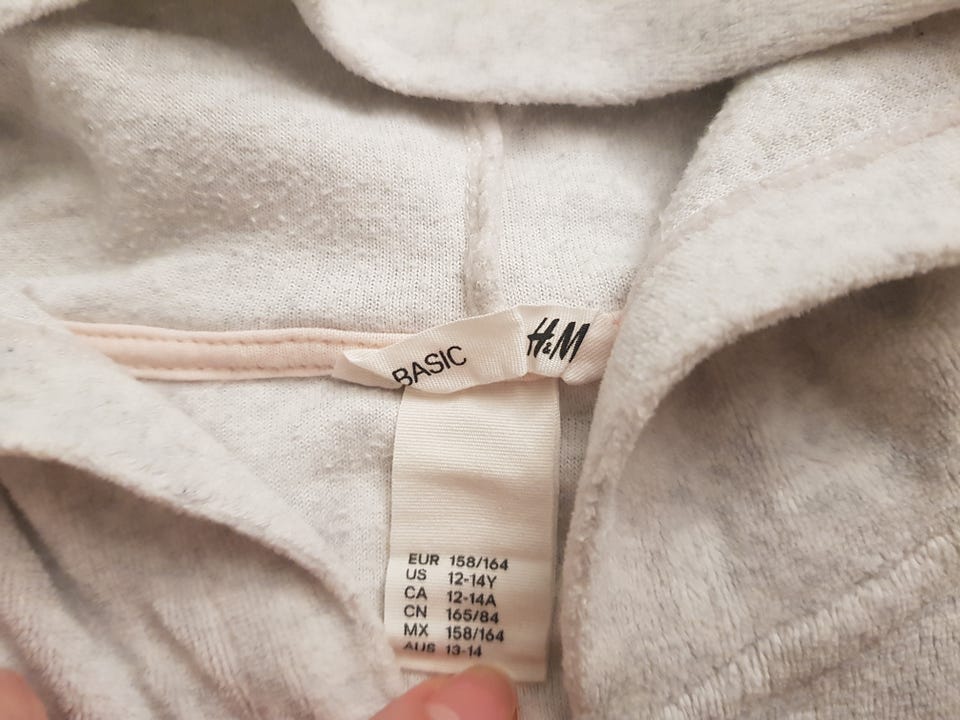 BASIC H&M
EUR 158/164
US 12-14Y
CA 12-14A
CN 165/84
MX 158/164
AUS 13-14